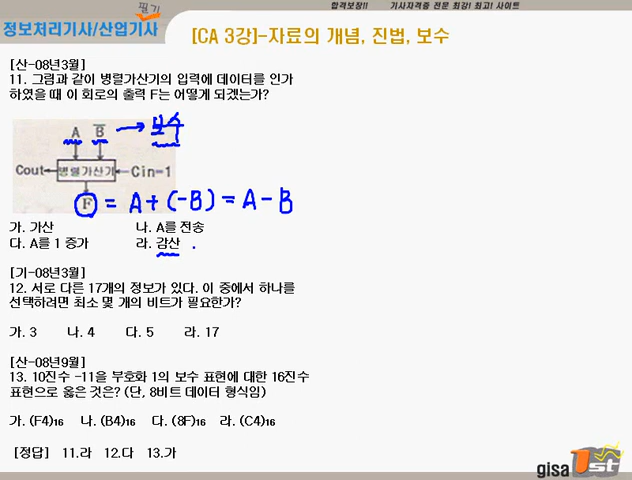 합격보장!! 기사자격증 전문 최강! 최고! 사이트
필기
정보처리기사/산업기사
[CA 3강]-자료의 개념, 진법, 보수
[산-08년3월]
11. 그림과 같이 병렬가산기의 입력에 데이터를 인가
하였을 때 이 회로의 출력 F는 어떻게 되겠는가?
A B̅ → 보수
Cout 병렬가산기 Cin=1
F = A + (-B) = A - B
가. 가산 나. A를 전송
다. A를 1 증가 라. 감산
[기-08년3월]
12. 서로 다른 17개의 정보가 있다. 이 중에서 하나를
선택하려면 최소 몇 개의 비트가 필요한가?
가. 3 나. 4 다. 5 라. 17
[산-08년9월]
13. 10진수 -11을 부호화 1의 보수 표현에 대한 16진수
표현으로 옳은 것은? (단, 8비트 데이터 형식임)
가. (F4)₁₆ 나. (B4)₁₆ 다. (8F)₁₆ 라. (C4)₁₆
[정답] 11.라 12.다 13.가
gisa 1st